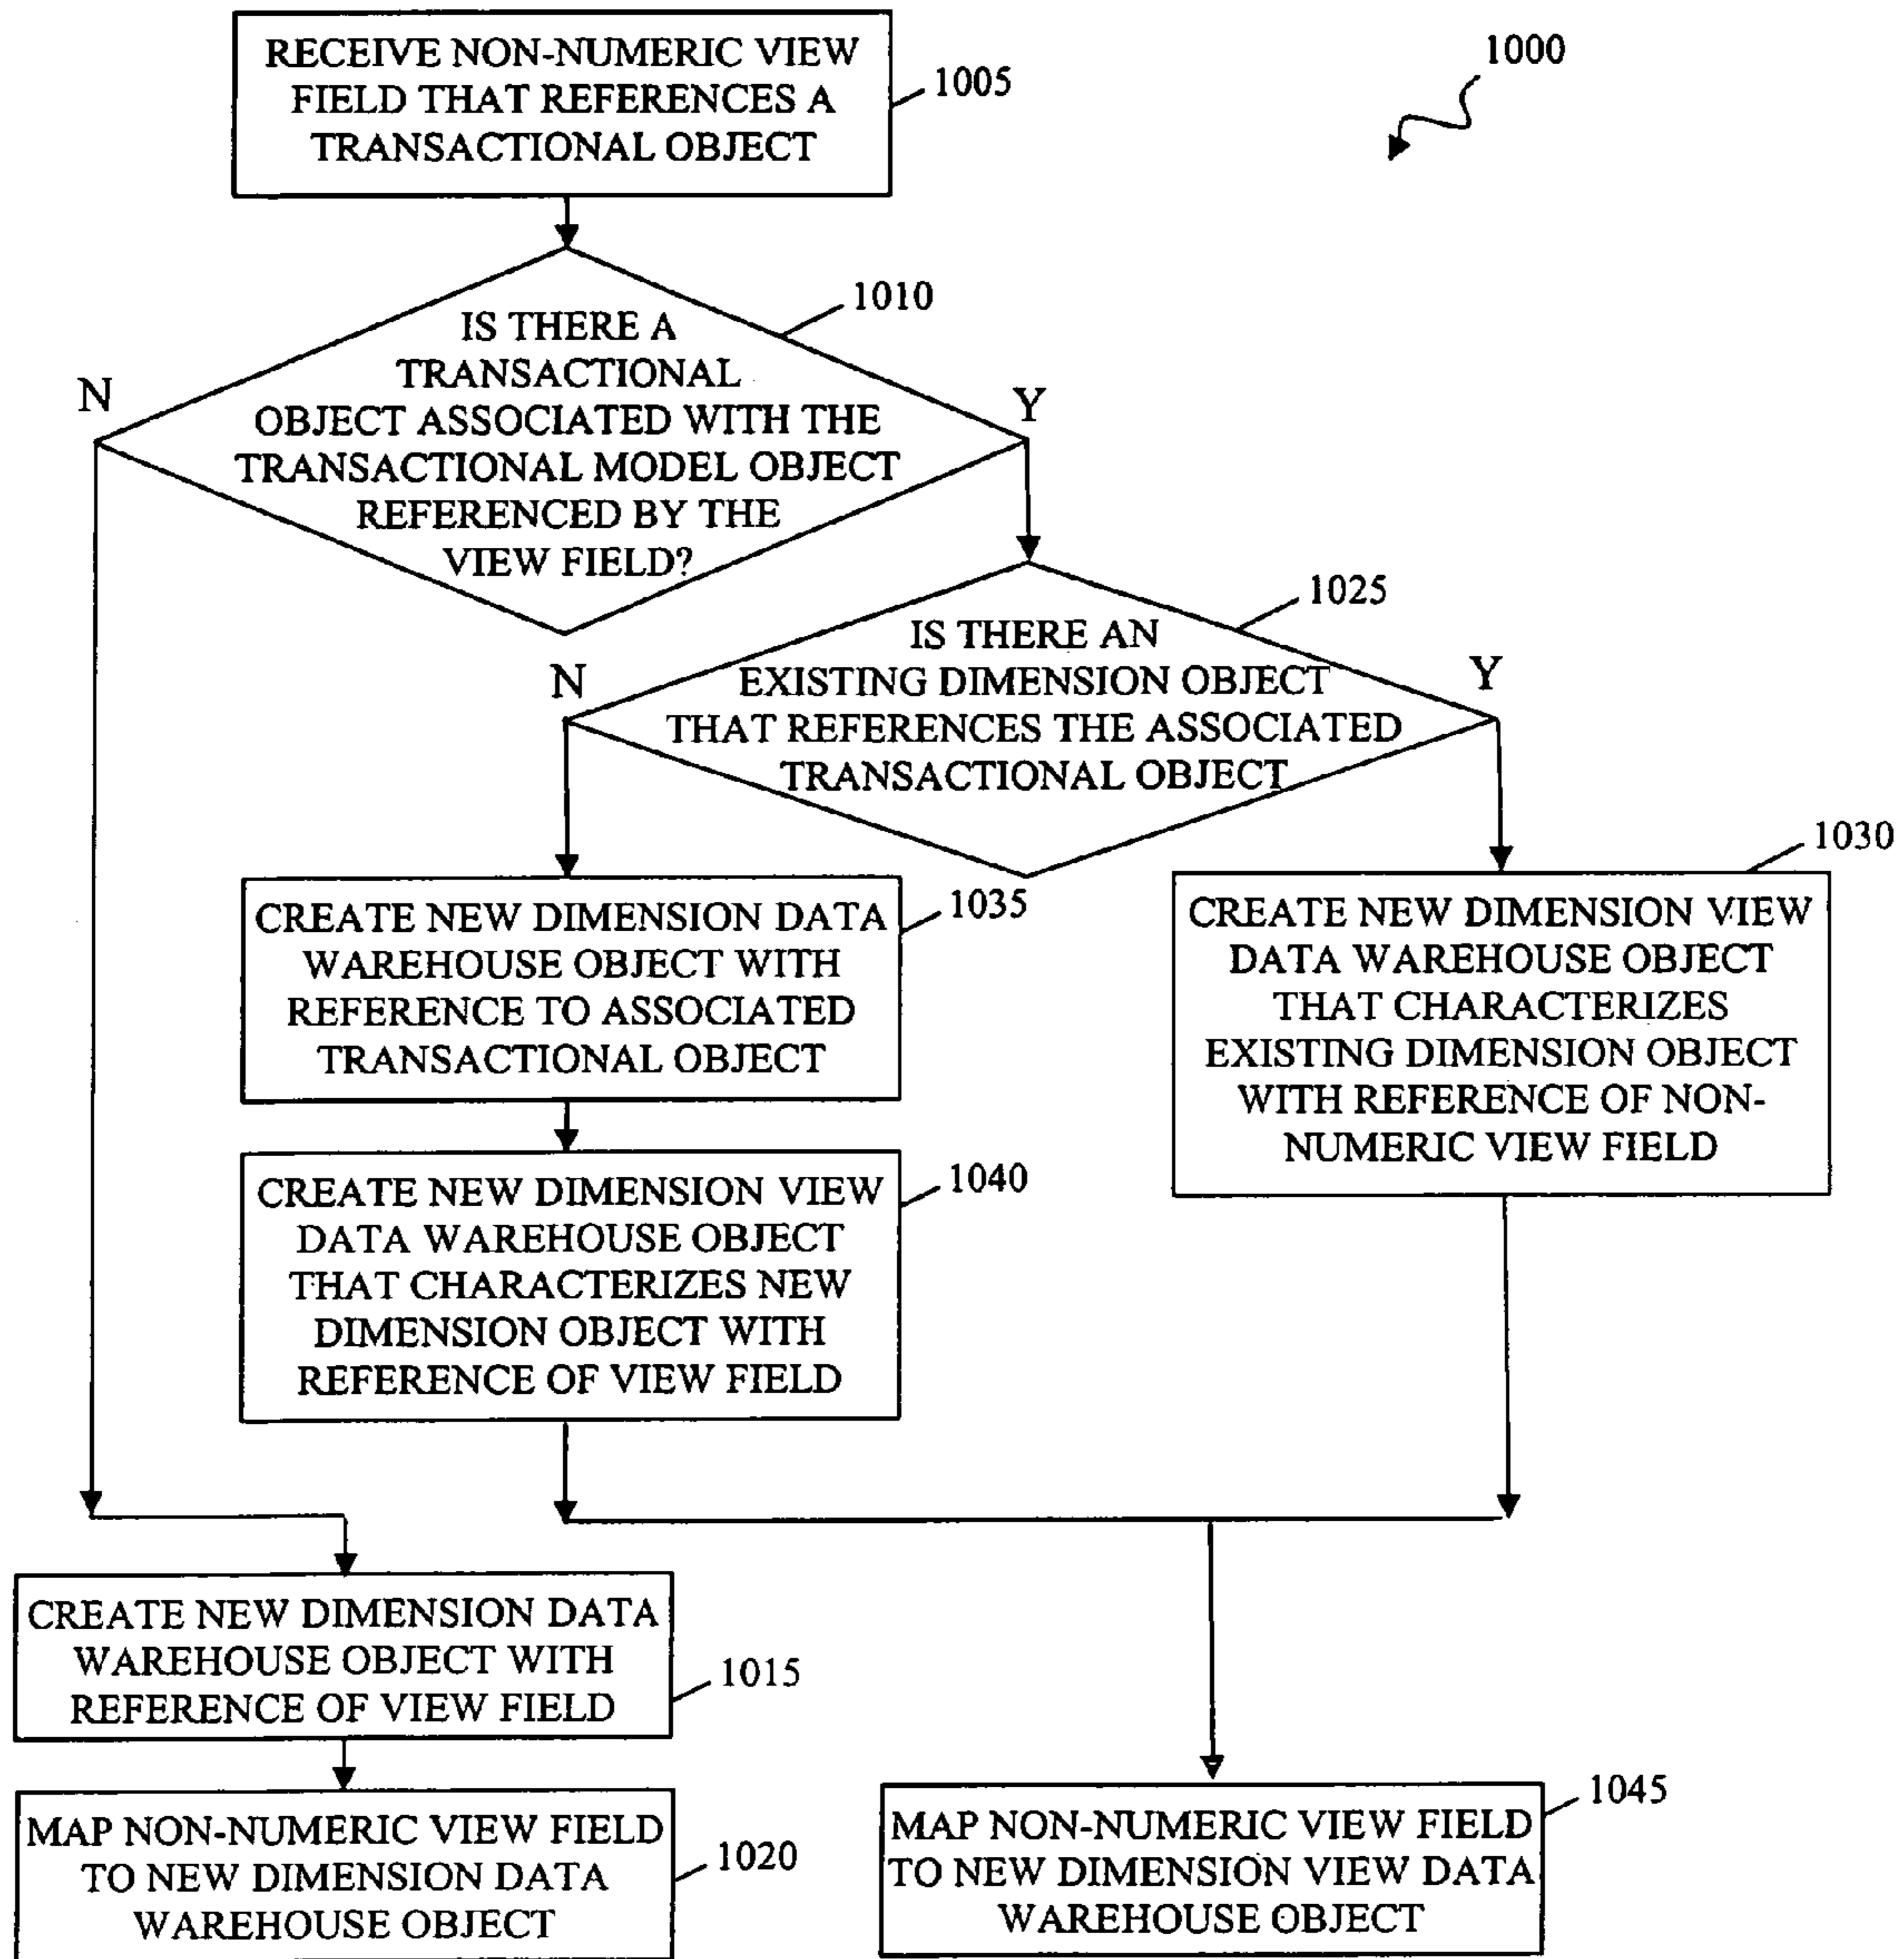 RECEIVE NON-NUMERIC VIEW
FIELD THAT REFERENCES A
TRANSACTIONAL OBJECT
1005
1000
IS THERE A
TRANSACTIONAL
OBJECT ASSOCIATED WITH THE
TRANSACTIONAL MODEL OBJECT
REFERENCED BY THE
VIEW FIELD?
1010
N
Y
IS THERE AN
EXISTING DIMENSION OBJECT
THAT REFERENCES THE ASSOCIATED
TRANSACTIONAL OBJECT
1025
N
Y
CREATE NEW DIMENSION DATA
WAREHOUSE OBJECT WITH
REFERENCE TO ASSOCIATED
TRANSACTIONAL OBJECT
1035
CREATE NEW DIMENSION VIEW
DATA WAREHOUSE OBJECT
THAT CHARACTERIZES
EXISTING DIMENSION OBJECT
WITH REFERENCE OF NON-
NUMERIC VIEW FIELD
1030
CREATE NEW DIMENSION VIEW
DATA WAREHOUSE OBJECT
THAT CHARACTERIZES NEW
DIMENSION OBJECT WITH
REFERENCE OF VIEW FIELD
1040
CREATE NEW DIMENSION DATA
WAREHOUSE OBJECT WITH
REFERENCE OF VIEW FIELD
1015
MAP NON-NUMERIC VIEW FIELD
TO NEW DIMENSION DATA
WAREHOUSE OBJECT
1020
MAP NON-NUMERIC VIEW FIELD
TO NEW DIMENSION VIEW DATA
WAREHOUSE OBJECT
1045